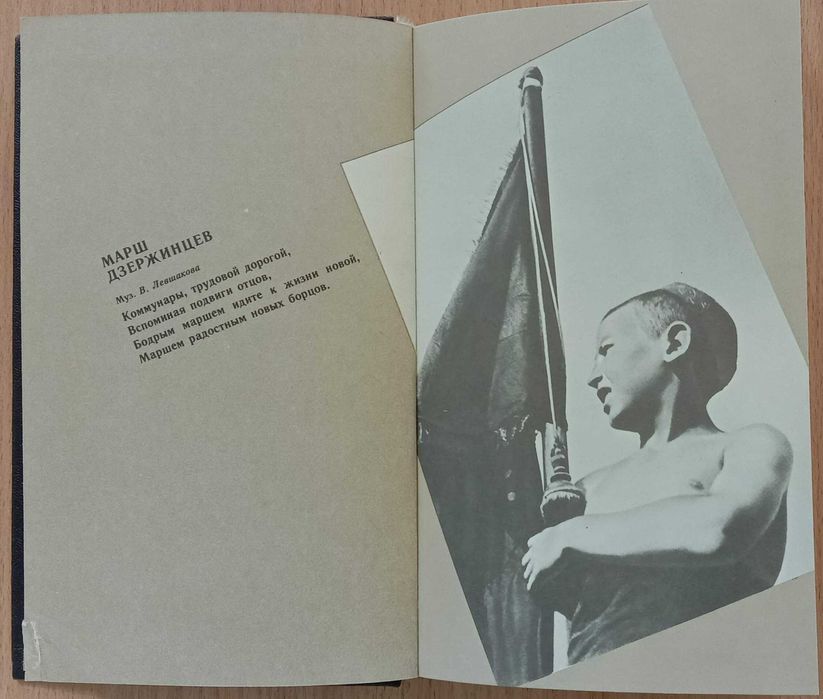 МАРШ
ДЗЕРЖИНЦЕВ
Муз. В. Левшакова
Коммунары, трудовой дорогой,
Вспоминая подвиги отцов,
Бодрым маршем идите к жизни новой,
Маршем радостным новых борцов.